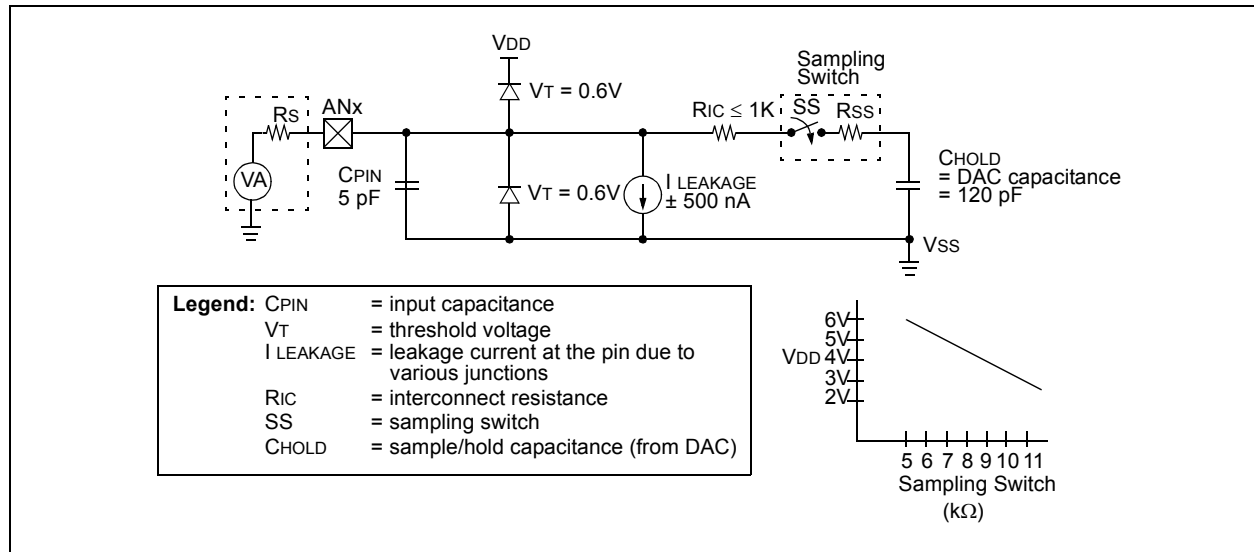 VDD
Sampling
Switch
VT = 0.6V
ANx
RS
RIC ≤ 1K
SS
RSS
VA
CPIN
5 pF
VT = 0.6V
I LEAKAGE
± 500 nA
CHOLD
= DAC capacitance
= 120 pF
VSS
Legend: CPIN = input capacitance
VT = threshold voltage
I LEAKAGE = leakage current at the pin due to
various junctions
RIC = interconnect resistance
SS = sampling switch
CHOLD = sample/hold capacitance (from DAC)
6V
5V
VDD 4V
3V
2V
5 6 7 8 9 10 11
Sampling Switch
(kΩ)